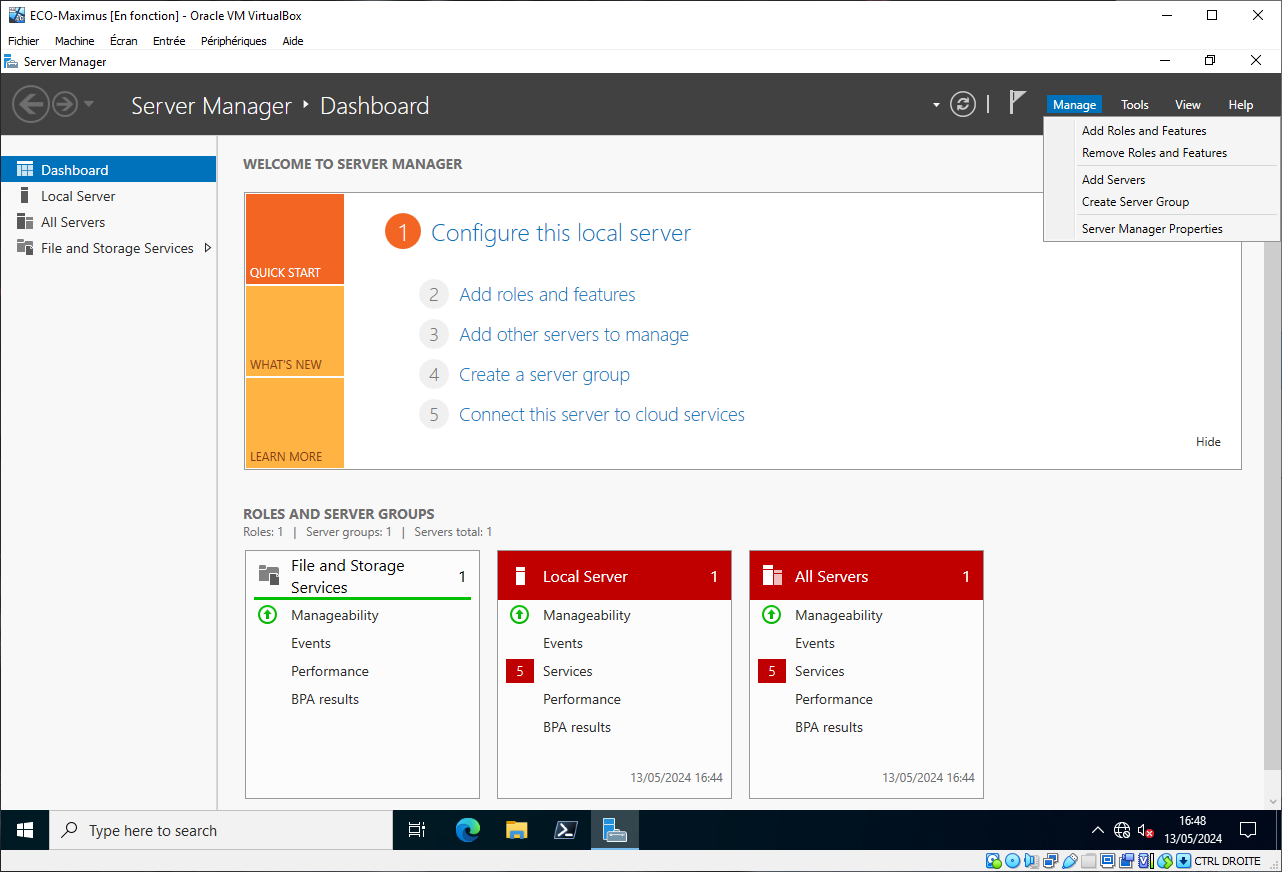 ECO-Maximus [En fonction] - Oracle VM VirtualBox
Fichier Machine Écran Entrée Périphériques Aide
Server Manager
Server Manager Dashboard
Manage Tools View Help
Add Roles and Features
Remove Roles and Features
Add Servers
Create Server Group
Server Manager Properties
Dashboard
Local Server
All Servers
File and Storage Services
WELCOME TO SERVER MANAGER
QUICK START
WHAT'S NEW
LEARN MORE
1 Configure this local server
2 Add roles and features
3 Add other servers to manage
4 Create a server group
5 Connect this server to cloud services
Hide
ROLES AND SERVER GROUPS
Roles: 1 | Server groups: 1 | Servers total: 1
File and Storage
Services 1
Manageability
Events
Performance
BPA results
Local Server 1
Manageability
Events
5 Services
Performance
BPA results
13/05/2024 16:44
All Servers 1
Manageability
Events
5 Services
Performance
BPA results
13/05/2024 16:44
Type here to search
16:48
13/05/2024
CTRL DROITE